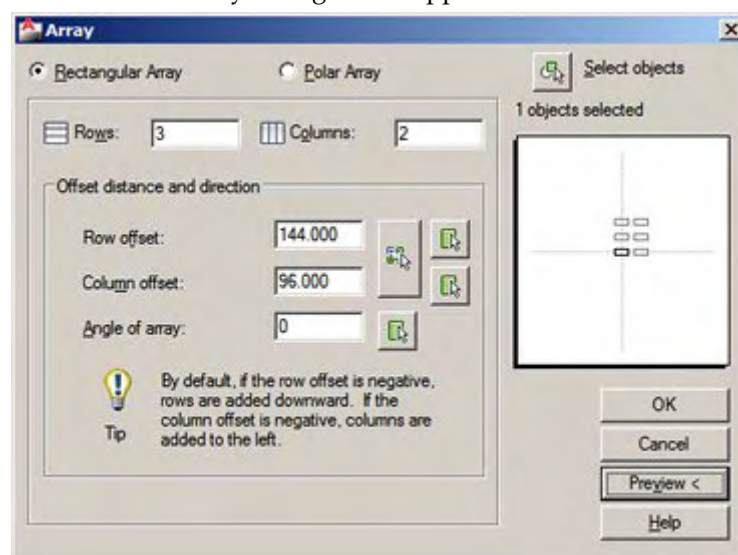 Array
Rectangular Array
Polar Array
Select objects
1 objects selected
Rows: 3
Columns: 2
Offset distance and direction
Row offset: 144.000
Column offset: 96.000
Angle of array: 0
Tip
By default, if the row offset is negative,
rows are added downward. If the
column offset is negative, columns are
added to the left.
OK
Cancel
Preview <
Help